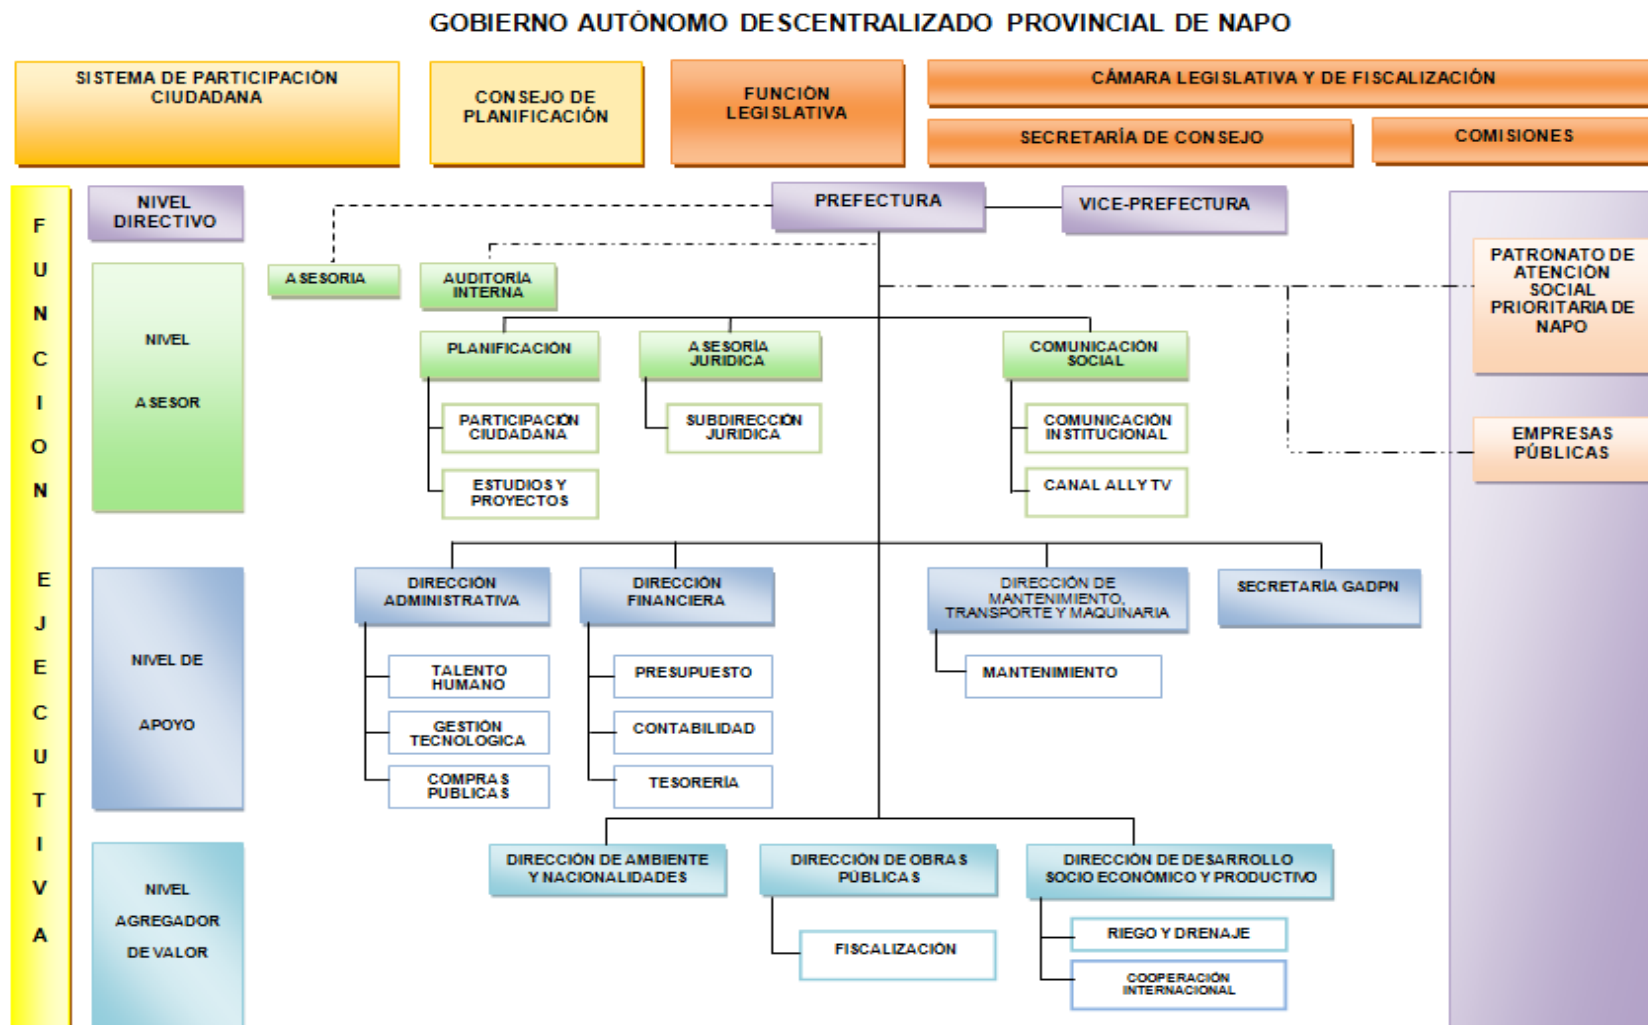 GOBIERNO AUTÓNOMO DESCENTRALIZADO PROVINCIAL DE NAPO
SISTEMA DE PARTICIPACIÓN
CIUDADANA
CONSEJO DE
PLANIFICACIÓN
FUNCIÓN
LEGISLATIVA
CÁMARA LEGISLATIVA Y DE FISCALIZACIÓN
SECRETARÍA DE CONSEJO
COMISIONES
FUNCION EJECUTIVA
NIVEL
DIRECTIVO
PREFECTURA
VICE-PREFECTURA
ASESORIA
AUDITORÍA
INTERNA
PATRONATO DE
ATENCIÓN
SOCIAL
PRIORITARIA DE
NAPO
NIVEL
ASESOR
PLANIFICACIÓN
ASESORÍA
JURIDICA
COMUNICACIÓN
SOCIAL
PARTICIPACIÓN
CIUDADANA
SUBDIRECCIÓN
JURIDICA
COMUNICACIÓN
INSTITUCIONAL
EMPRESAS
PÚBLICAS
ESTUDIOS Y
PROYECTOS
CANAL ALLY TV
NIVEL DE
APOYO
DIRECCIÓN
ADMINISTRATIVA
DIRECCIÓN
FINANCIERA
DIRECCIÓN DE
MANTENIMIENTO,
TRANSPORTE Y MAQUINARIA
SECRETARÍA GADPN
TALENTO
HUMANO
PRESUPUESTO
MANTENIMIENTO
GESTIÓN
TECNOLOGICA
CONTABILIDAD
COMPRAS
PUBLICAS
TESORERÍA
NIVEL
AGREGADOR
DE VALOR
DIRECCIÓN DE AMBIENTE
Y NACIONALIDADES
DIRECCIÓN DE OBRAS
PÚBLICAS
DIRECCIÓN DE DESARROLLO
SOCIO ECONÓMICO Y PRODUCTIVO
FISCALIZACIÓN
RIEGO Y DRENAJE
COOPERACIÓN
INTERNACIONAL